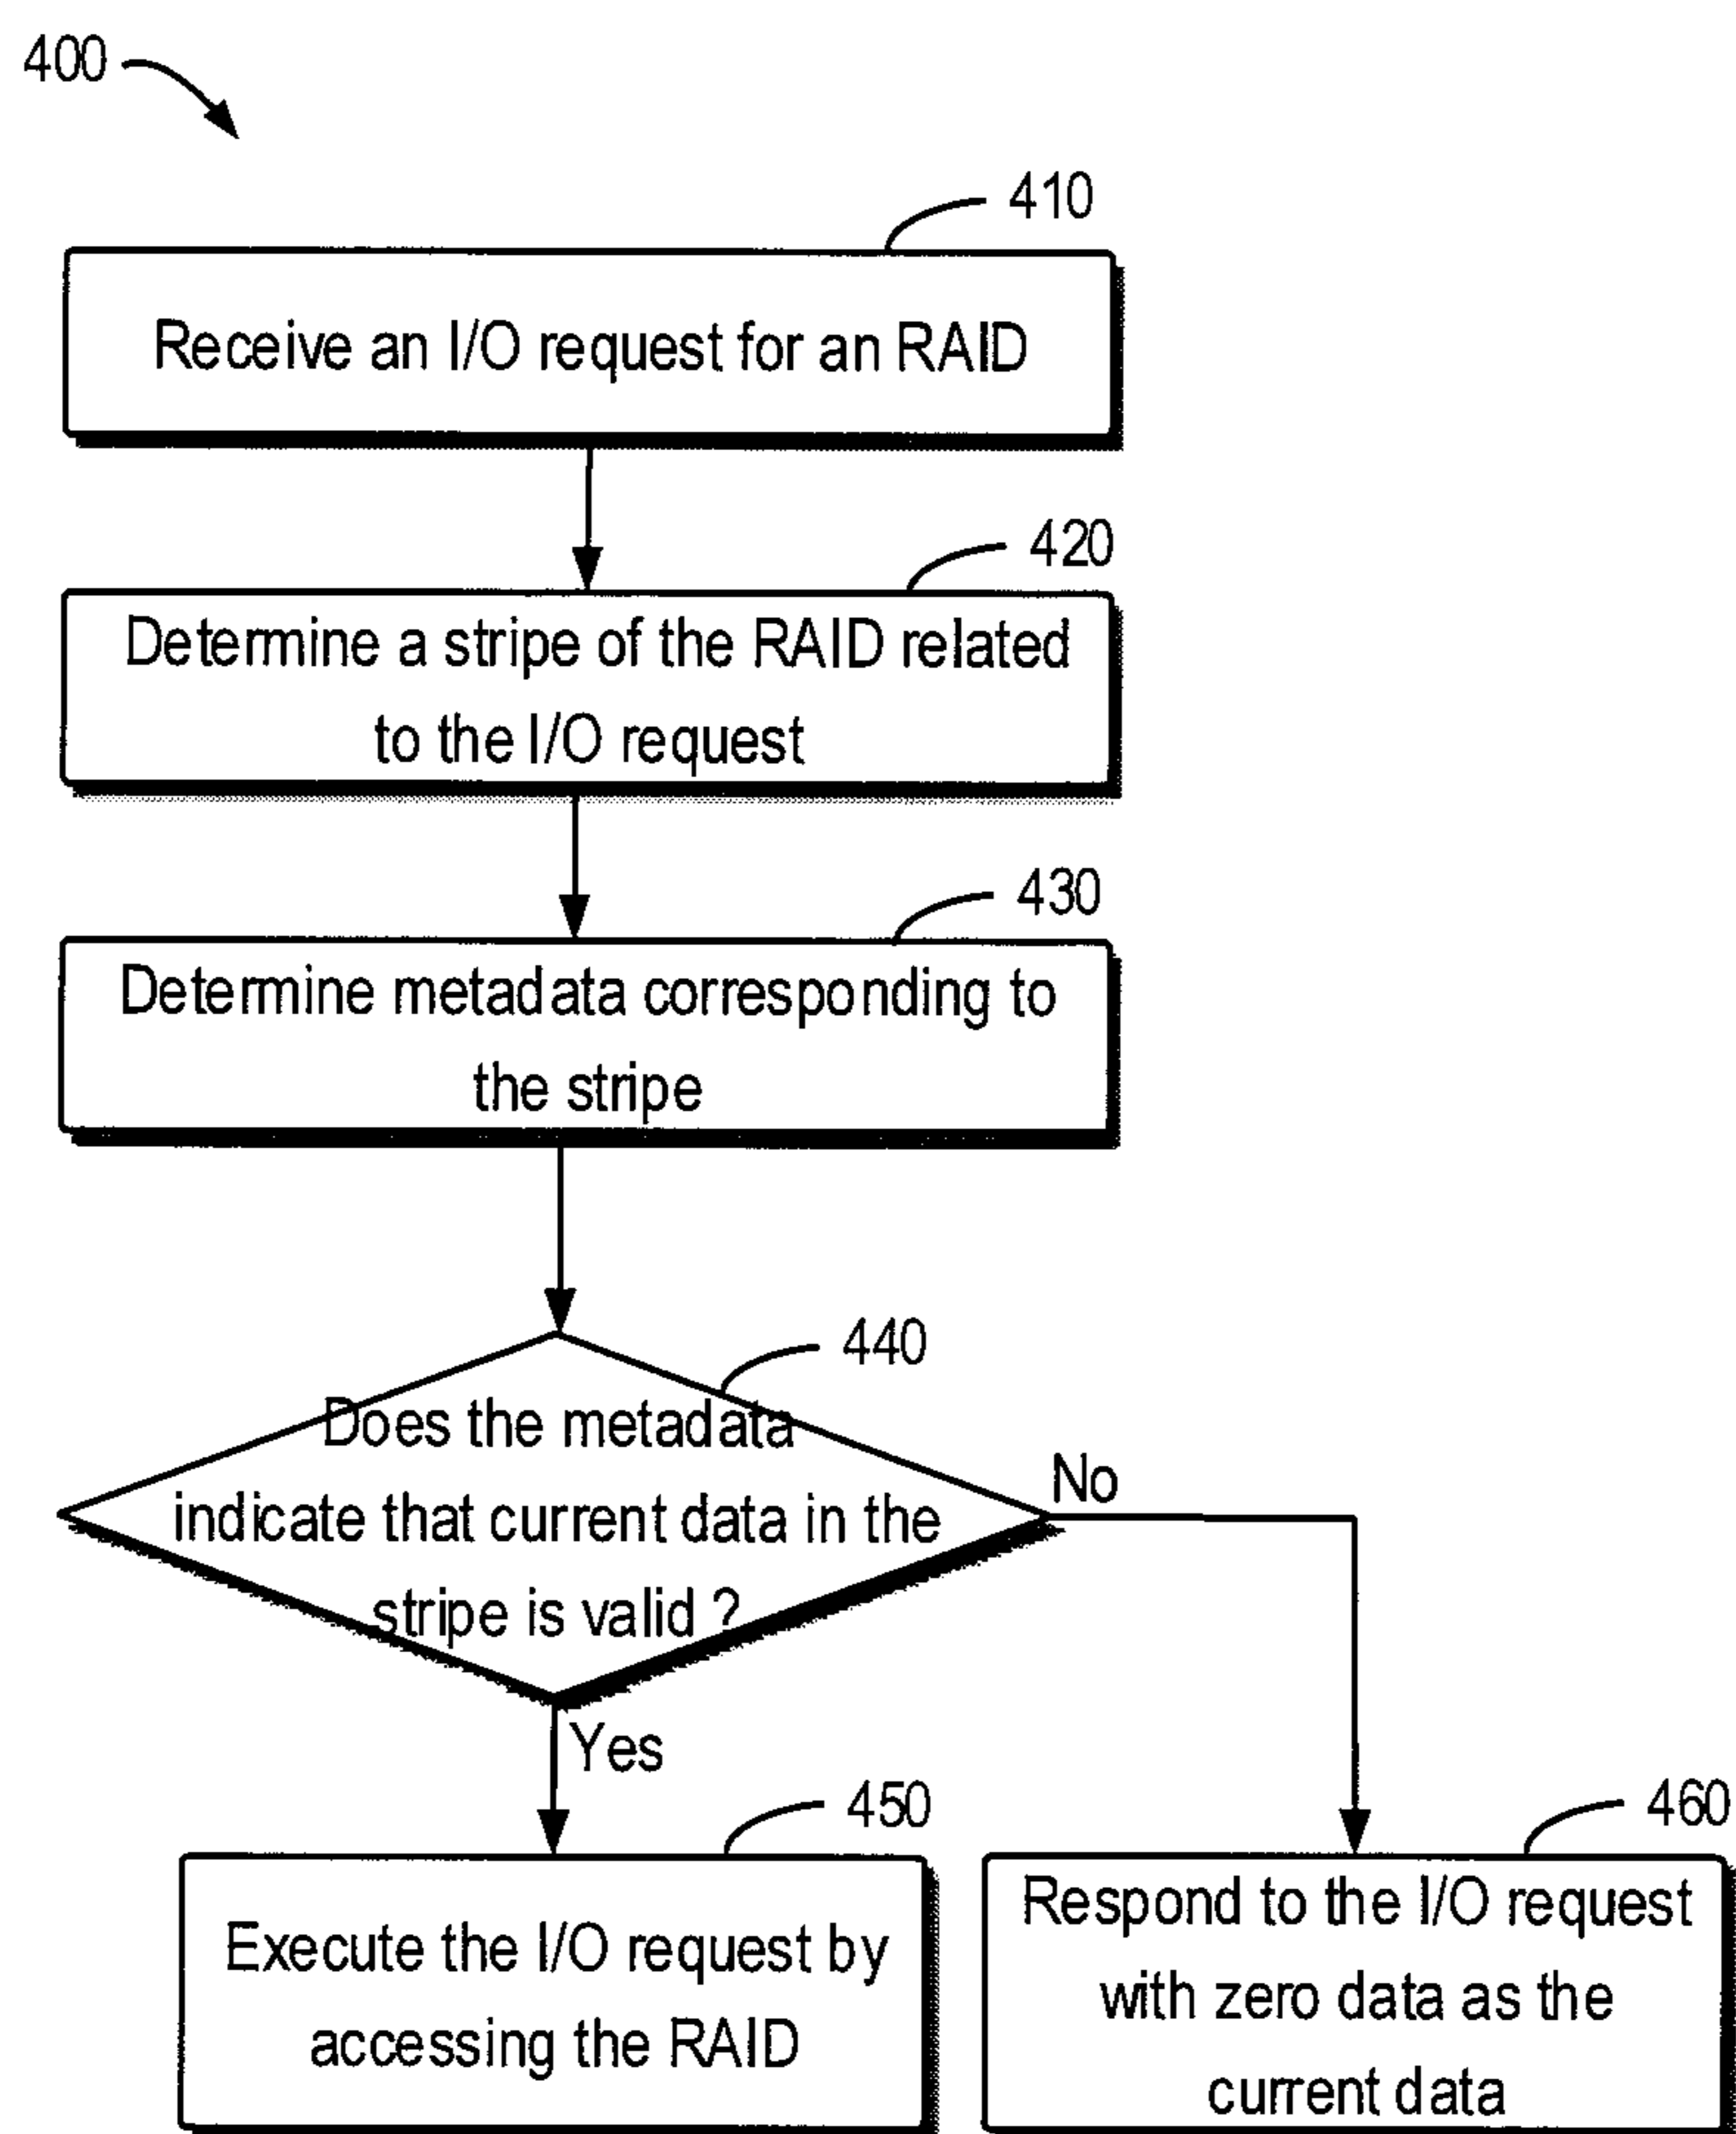 400
410
Receive an I/O request for an RAID
420
Determine a stripe of the RAID related
to the I/O request
430
Determine metadata corresponding to
the stripe
440
Does the metadata
indicate that current data in the
stripe is valid ?
No
Yes
450
Execute the I/O request by
accessing the RAID
460
Respond to the I/O request
with zero data as the
current data